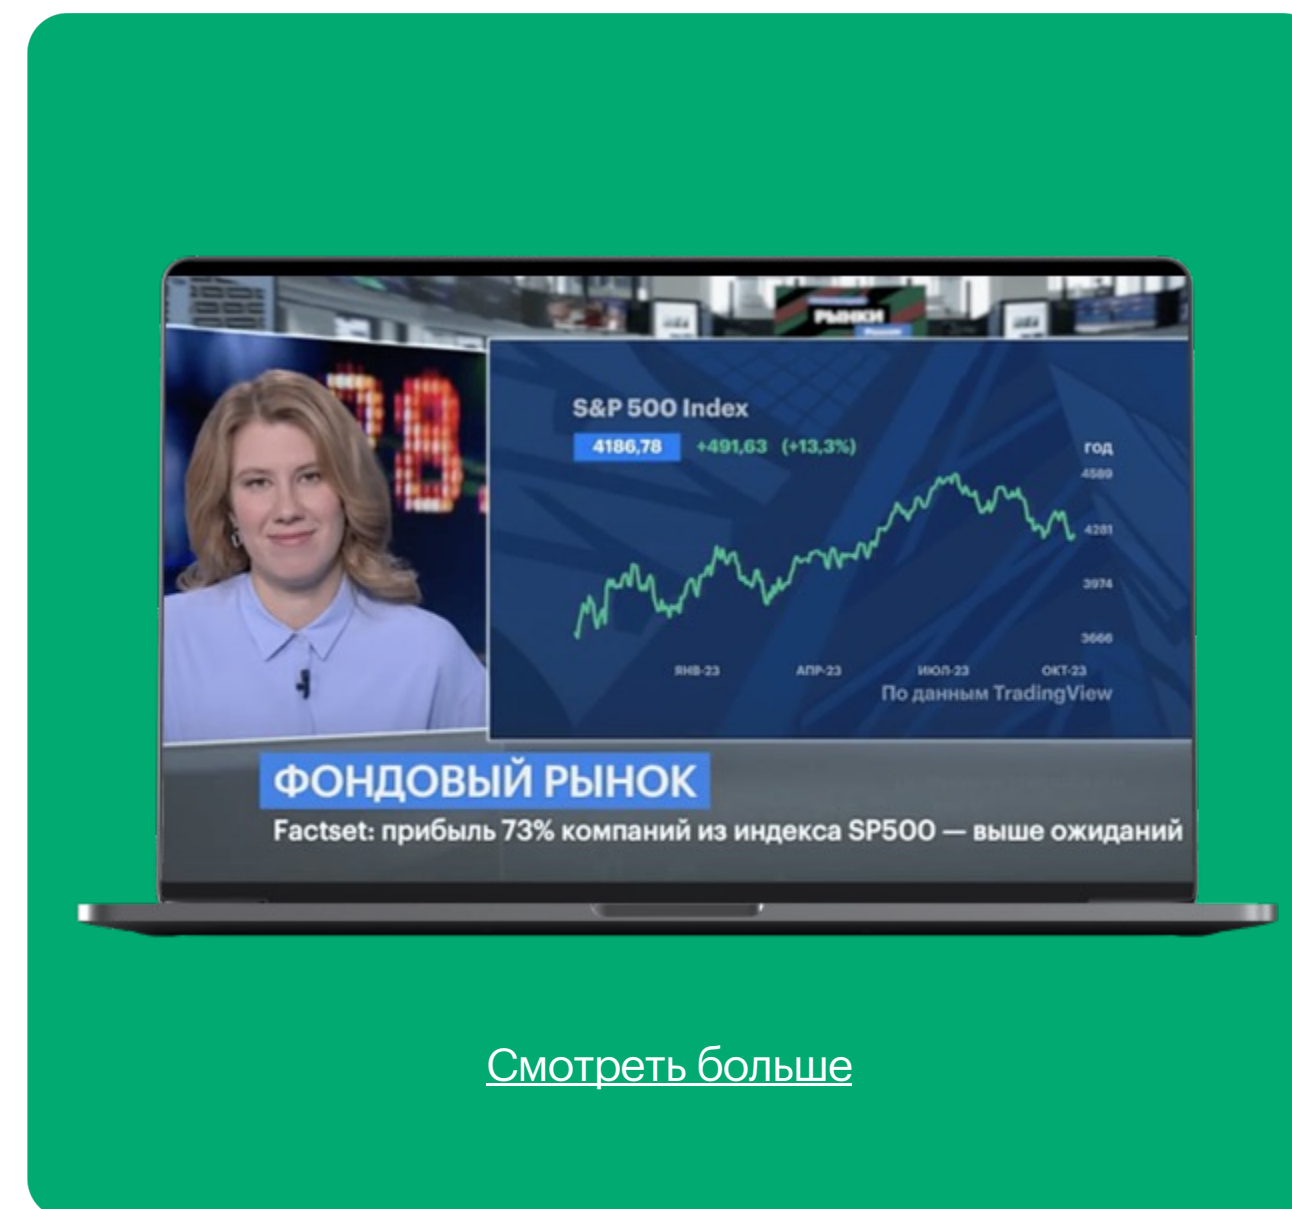 РЫНКИ
78
S&P 500 Index
4186,78 +491,63 (+13,3%)
год
4589
4281
3974
3666
ЯНВ-23 АПР-23 ИЮЛ-23 ОКТ-23
По данным TradingView
ФОНДОВЫЙ РЫНОК
Factset: прибыль 73% компаний из индекса SP500 — выше ожиданий
Смотреть больше